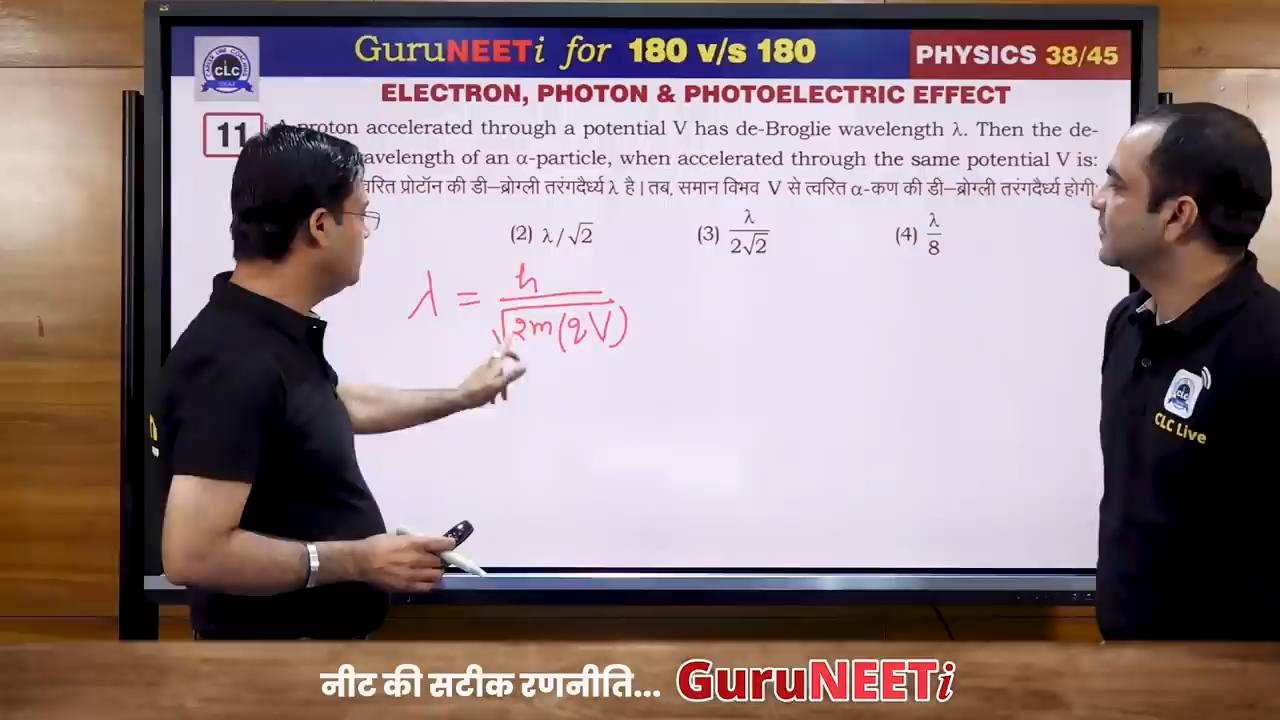 GuruNEETi for 180 v/s 180
PHYSICS 38/45
CLC
ELECTRON, PHOTON & PHOTOELECTRIC EFFECT
11 A proton accelerated through a potential V has de-Broglie wavelength λ. Then the de-
wavelength of an α-particle, when accelerated through the same potential V is:
त्वरित प्रोटॉन की डी–ब्रोग्ली तरंगदैर्ध्य λ है। तब, समान विभव V से त्वरित α-कण की डी–ब्रोग्ली तरंगदैर्ध्य होगी
(2) λ/√2 (3) λ/2√2 (4) λ/8
λ = h/√2m(qV)
CLC
CLC Live
नीट की सटीक रणनीति... GuruNEETi